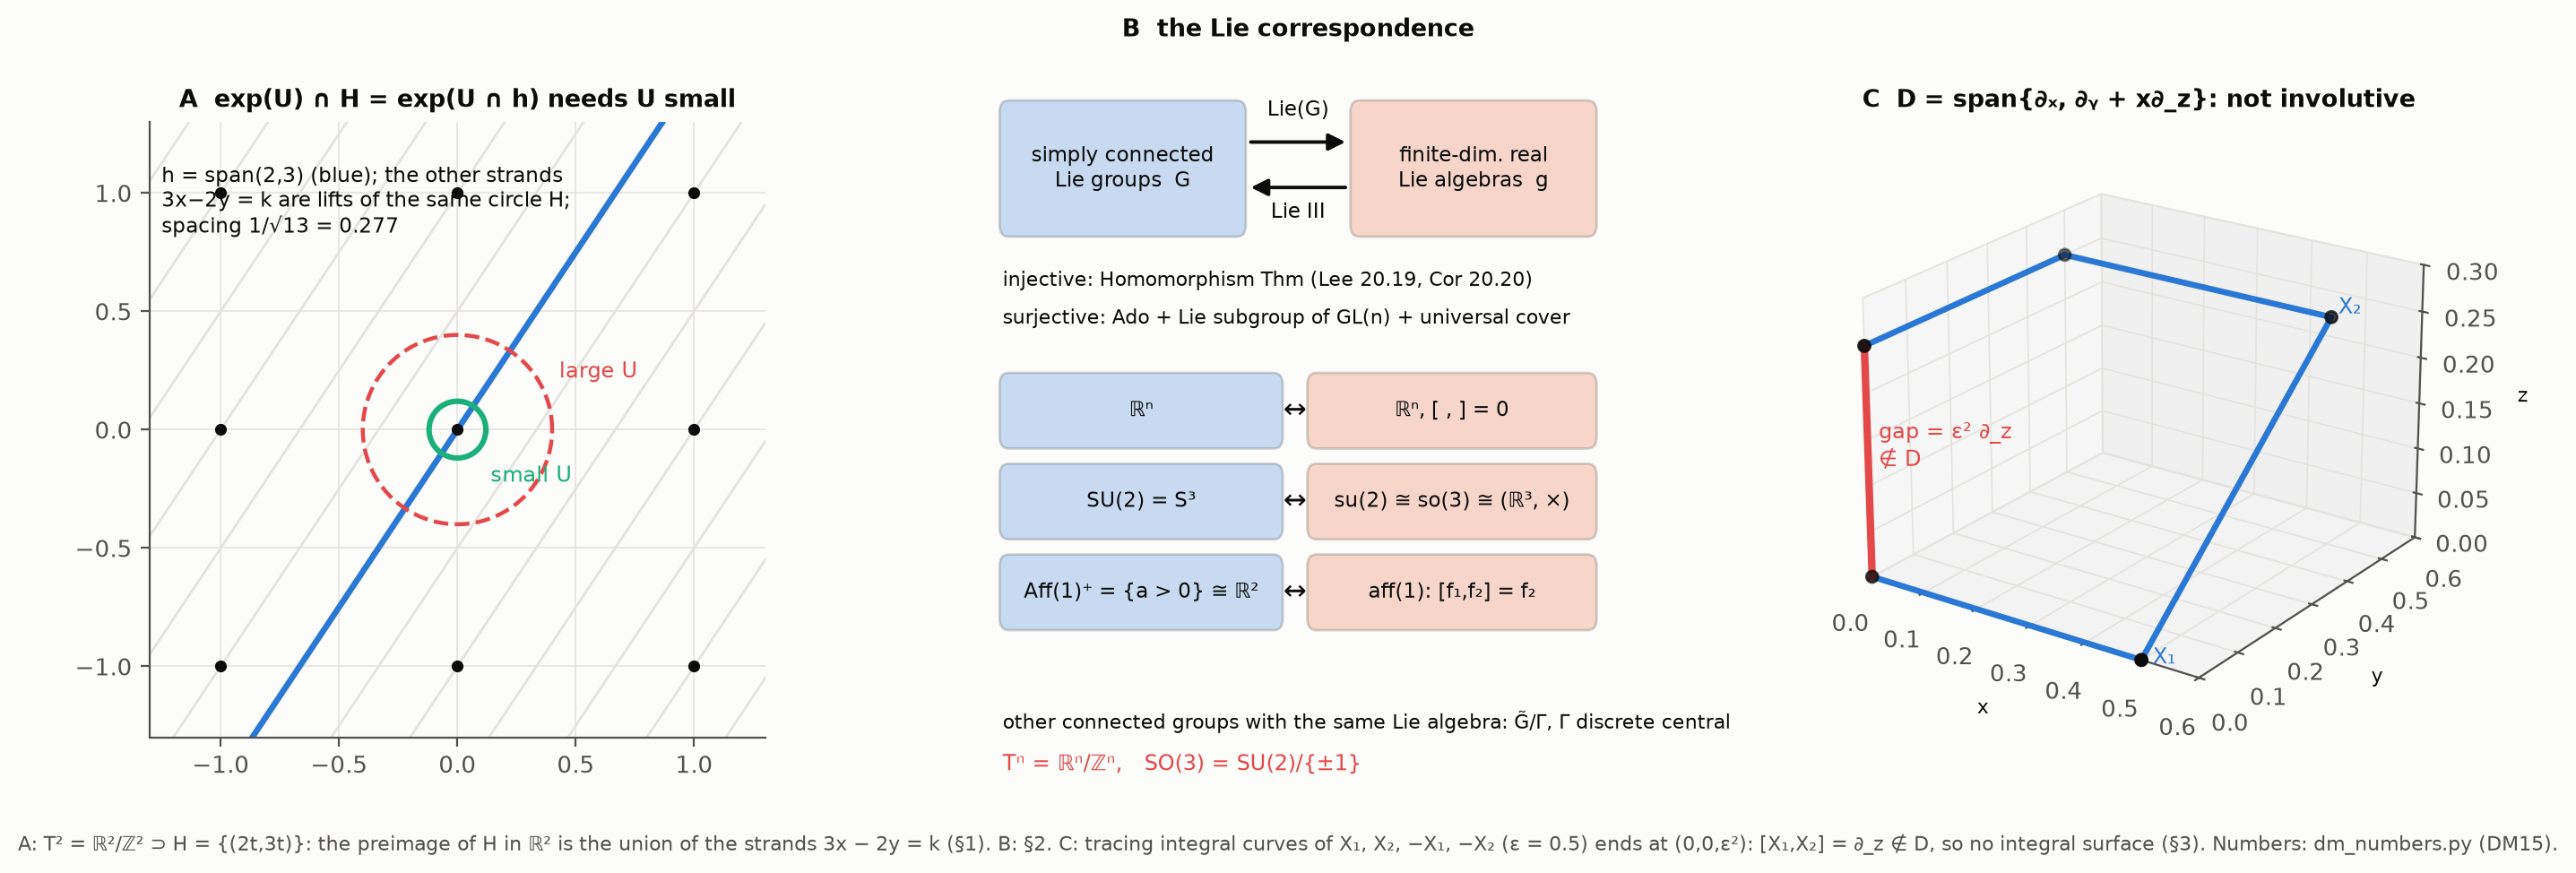 B  the Lie correspondence
A  exp(U) ∩ H = exp(U ∩ h) needs U small
h = span(2,3) (blue); the other strands
3x−2y = k are lifts of the same circle H;
spacing 1/√13 = 0.277
large U
small U
1.0
0.5
0.0
−0.5
−1.0
−1.0
−0.5
0.0
0.5
1.0
simply connected
Lie groups  G
Lie(G)
Lie III
finite-dim. real
Lie algebras  g
injective: Homomorphism Thm (Lee 20.19, Cor 20.20)
surjective: Ado + Lie subgroup of GL(n) + universal cover
ℝⁿ
↔
ℝⁿ, [ , ] = 0
SU(2) = S³
↔
su(2) ≅ so(3) ≅ (ℝ³, ×)
Aff(1)⁺ = {a > 0} ≅ ℝ²
↔
aff(1): [f₁,f₂] = f₂
other connected groups with the same Lie algebra: G̃/Γ, Γ discrete central
Tⁿ = ℝⁿ/ℤⁿ,   SO(3) = SU(2)/{±1}
C  D = span{∂ₓ, ∂ᵧ + x∂_z}: not involutive
X₂
X₁
gap = ε² ∂_z
∉ D
0.30
0.25
0.20
0.15
0.10
0.05
0.00
z
0.0
0.1
0.2
0.3
0.4
0.5
0.6
x
0.0
0.1
0.2
0.3
0.4
0.5
0.6
y
A: T² = ℝ²/ℤ² ⊃ H = {(2t,3t)}: the preimage of H in ℝ² is the union of the strands 3x − 2y = k (§1). B: §2. C: tracing integral curves of X₁, X₂, −X₁, −X₂ (ε = 0.5) ends at (0,0,ε²): [X₁,X₂] = ∂_z ∉ D, so no integral surface (§3). Numbers: dm_numbers.py (DM15).